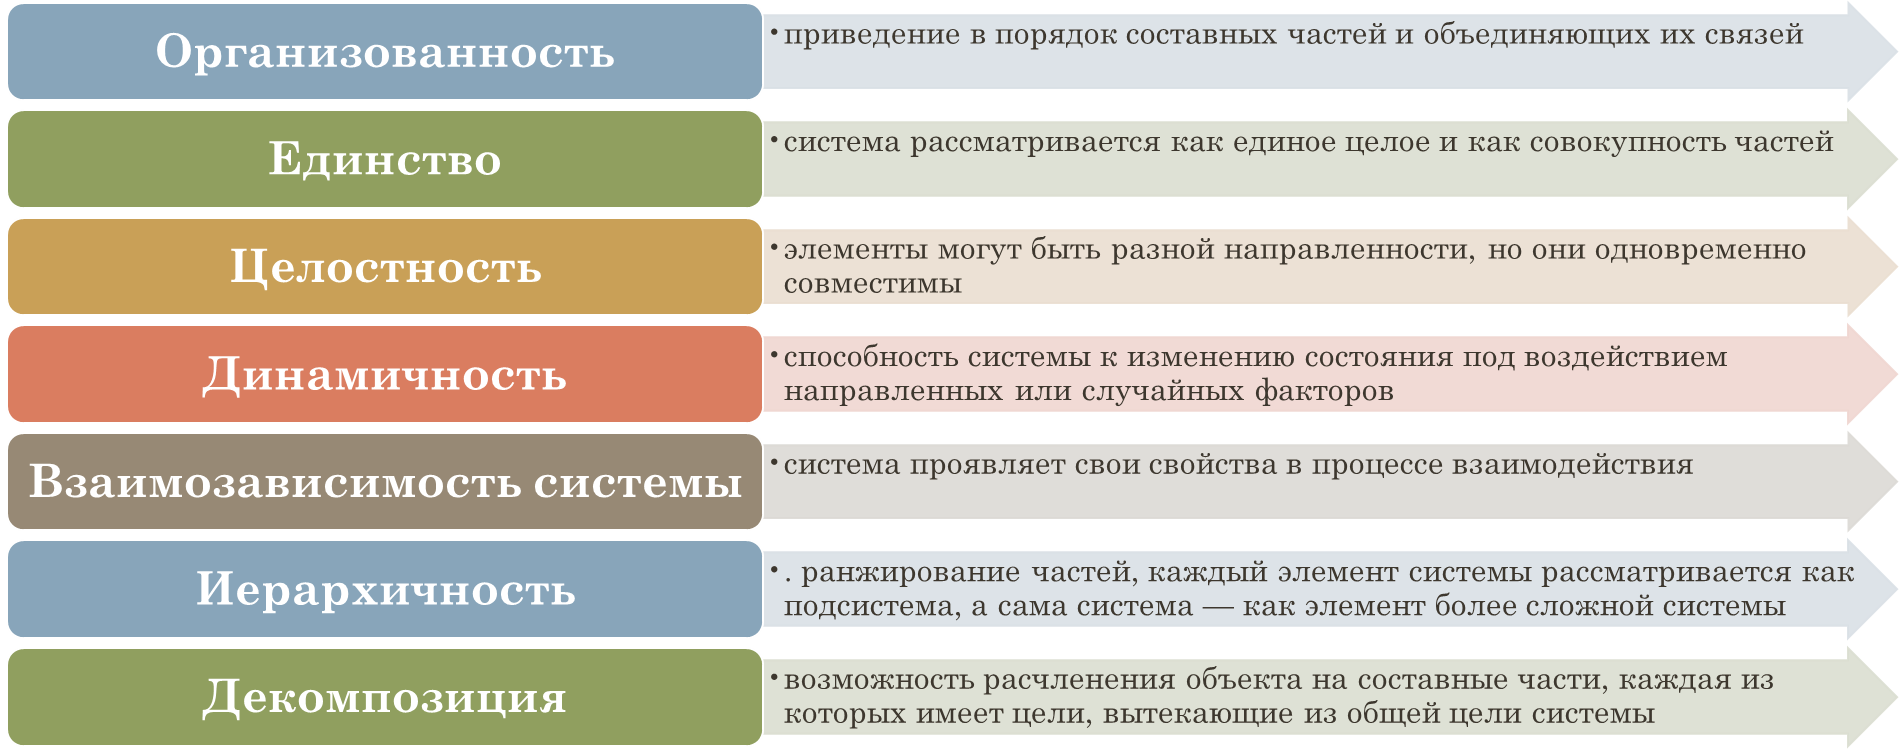 Организованность
•приведение в порядок составных частей и объединяющих их связей
Единство
•система рассматривается как единое целое и как совокупность частей
Целостность
•элементы могут быть разной направленности, но они одновременно
совместимы
Динамичность
•способность системы к изменению состояния под воздействием
направленных или случайных факторов
Взаимозависимость системы
•система проявляет свои свойства в процессе взаимодействия
Иерархичность
•. ранжирование частей, каждый элемент системы рассматривается как
подсистема, а сама система — как элемент более сложной системы
Декомпозиция
•возможность расчленения объекта на составные части, каждая из
которых имеет цели, вытекающие из общей цели системы